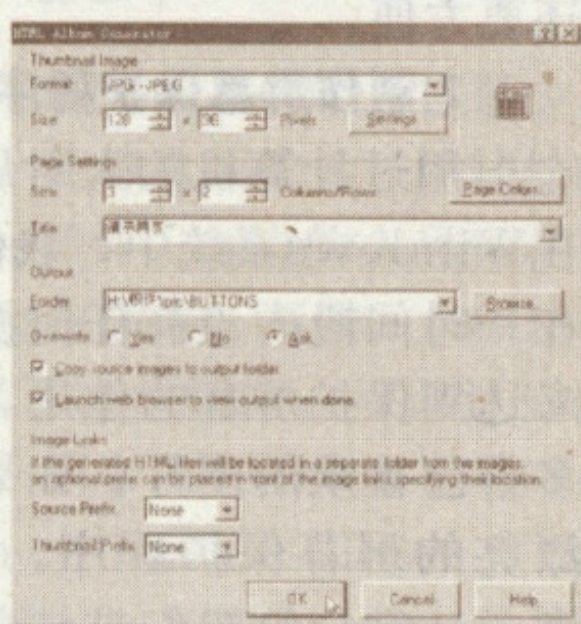 HTML Album Generator
Thumbnail Image
Format JPG - JPEG
Size 128 x 96 Pixels Settings
Page Settings
Size 3 x 2 Columns/Rows Page Colors...
Title
Output
Folder BUTTONS Browse...
Overwrite Yes No Ask
Copy source images to output folder
Launch web browser to view output when done
Image Links
If the generated HTML files will be located in a separate folder from the images,
an optional prefix can be placed in front of the image links specifying their location.
Source Prefix None
Thumbnail Prefix None
OK Cancel Help